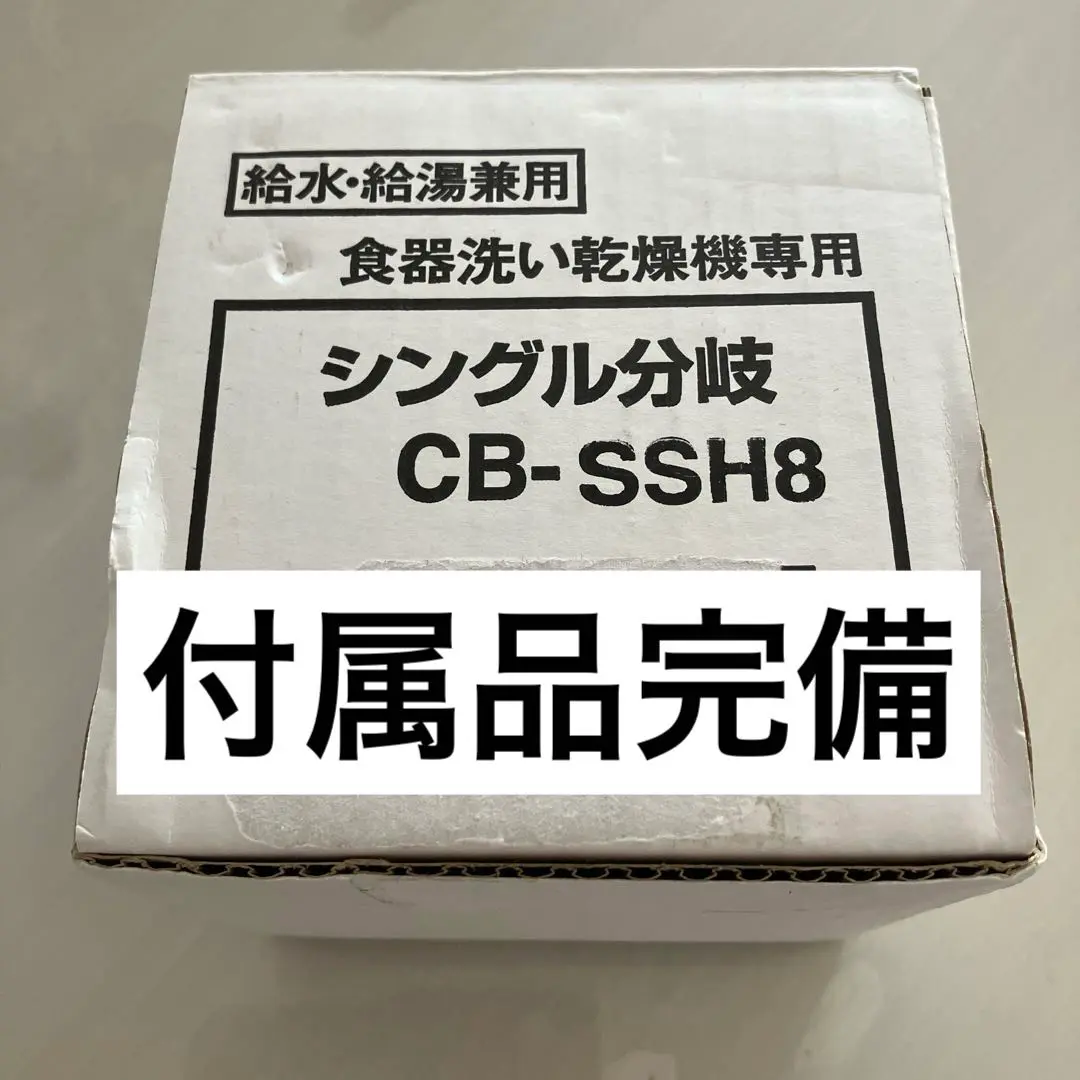 給水・給湯兼用
食器洗い乾燥機専用
シングル分岐
CB-SSH8
付属品完備